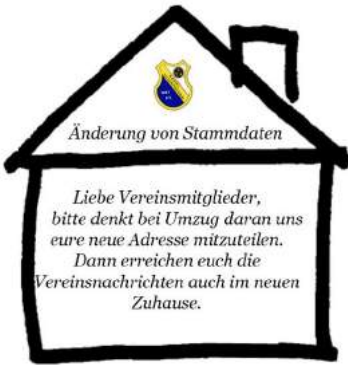 Änderung von Stammdaten
Liebe Vereinsmitglieder,
bitte denkt bei Umzug daran uns
eure neue Adresse mitzuteilen.
Dann erreichen euch die
Vereinsnachrichten auch im neuen
Zuhause.